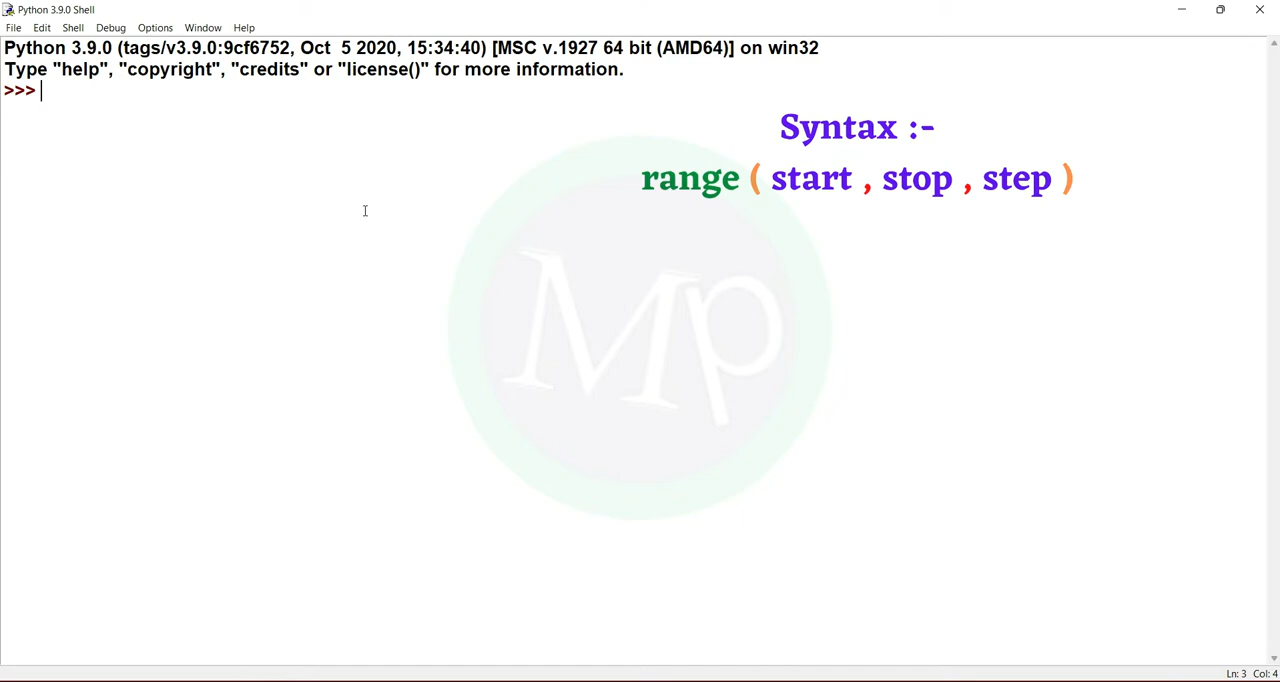 Python 3.9.0 Shell
File Edit Shell Debug Options Window Help
Python 3.9.0 (tags/v3.9.0:9cf6752, Oct  5 2020, 15:34:40) [MSC v.1927 64 bit (AMD64)] on win32
Type "help", "copyright", "credits" or "license()" for more information.
>>>
Syntax :-
range ( start , stop , step )
Mp
Ln: 3 Col: 4